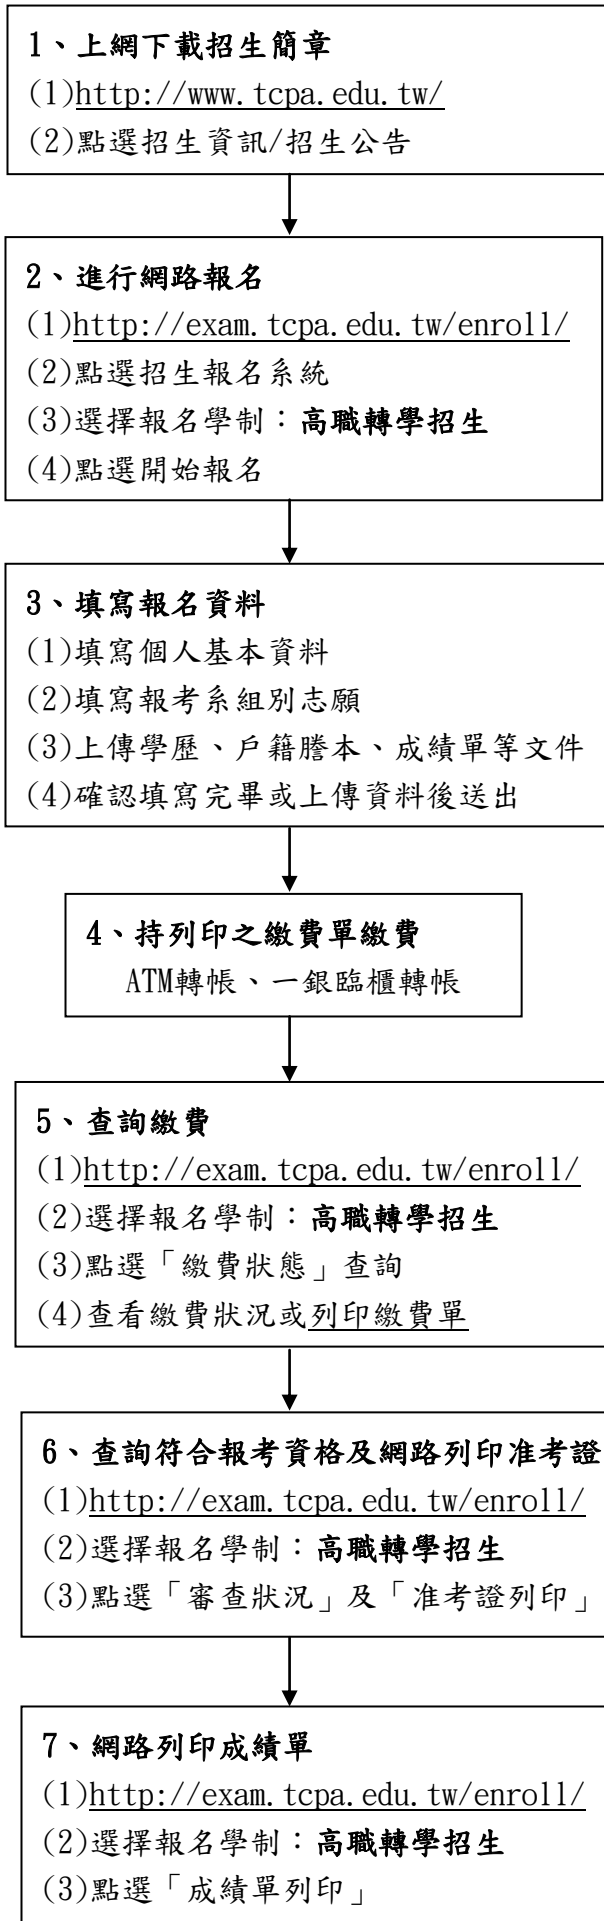 1、上網下載招生簡章
(1)http://www.tcpa.edu.tw/
(2)點選招生資訊/招生公告
2、進行網路報名
(1)http://exam.tcpa.edu.tw/enroll/
(2)點選招生報名系統
(3)選擇報名學制：高職轉學招生
(4)點選開始報名
3、填寫報名資料
(1)填寫個人基本資料
(2)填寫報考系組別志願
(3)上傳學歷、戶籍謄本、成績單等文件
(4)確認填寫完畢或上傳資料後送出
4、持列印之繳費單繳費
ATM轉帳、一銀臨櫃轉帳
5、查詢繳費
(1)http://exam.tcpa.edu.tw/enroll/
(2)選擇報名學制：高職轉學招生
(3)點選「繳費狀態」查詢
(4)查看繳費狀況或列印繳費單
6、查詢符合報考資格及網路列印准考證
(1)http://exam.tcpa.edu.tw/enroll/
(2)選擇報名學制：高職轉學招生
(3)點選「審查狀況」及「准考證列印」
7、網路列印成績單
(1)http://exam.tcpa.edu.tw/enroll/
(2)選擇報名學制：高職轉學招生
(3)點選「成績單列印」